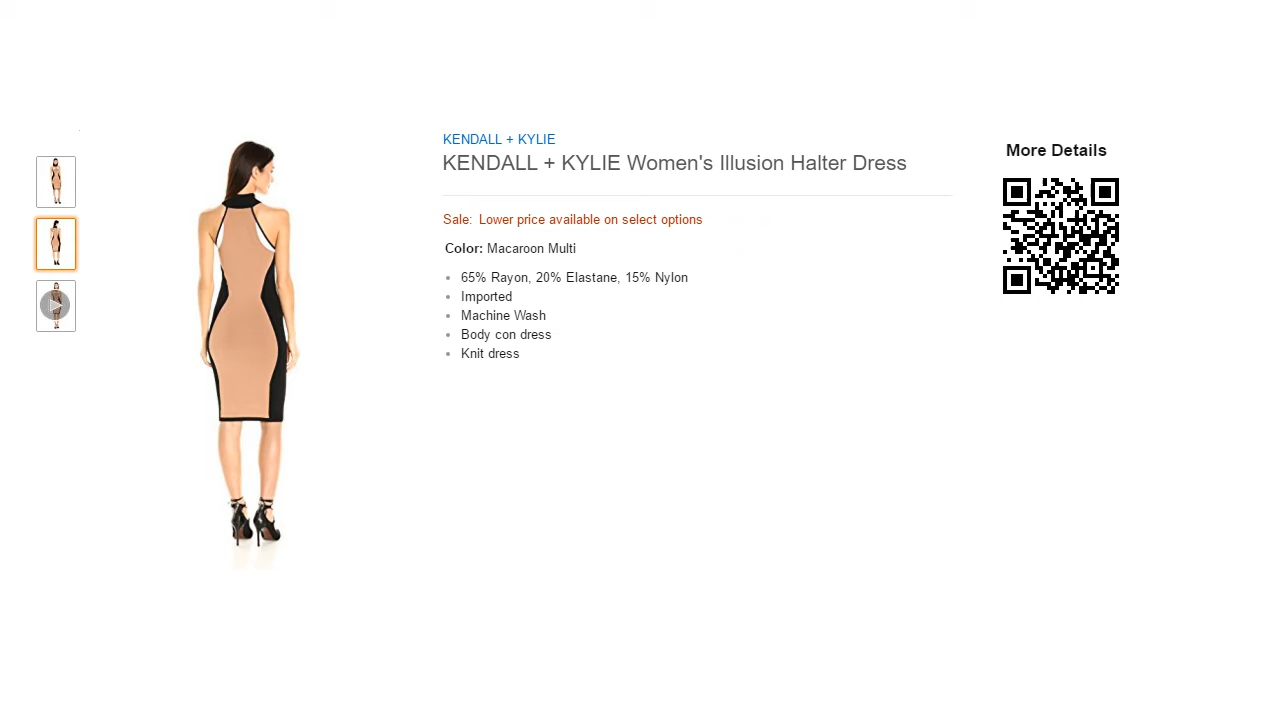 KENDALL + KYLIE
KENDALL + KYLIE Women's Illusion Halter Dress
Sale: Lower price available on select options
Color: Macaroon Multi
65% Rayon, 20% Elastane, 15% Nylon
Imported
Machine Wash
Body con dress
Knit dress
More Details